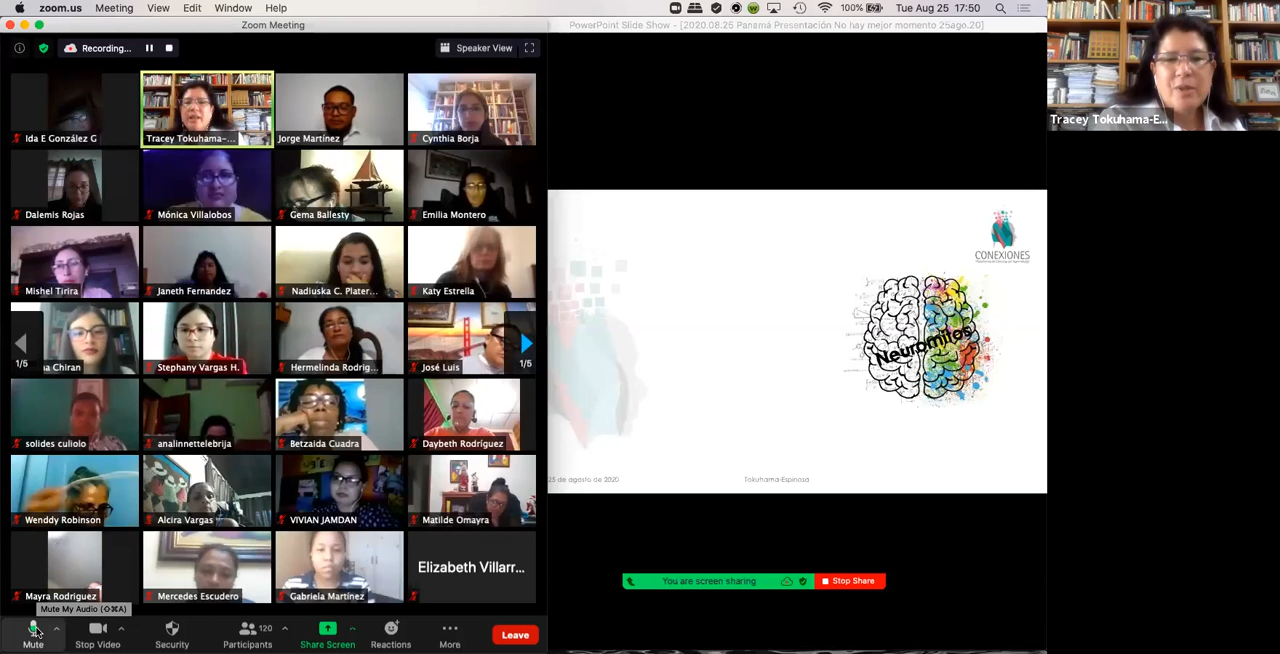 zoom.us Meeting View Edit Window Help
100% Tue Aug 25 17:50
Zoom Meeting
PowerPoint Slide Show - [2020.08.25 Panamá Presentación No hay mejor momento 25ago.20]
Recording...
Speaker View
Ida E González G
Tracey Tokuhama-...
Jorge Martínez
Cynthia Borja
Tracey Tokuhama-E...
Dalemis Rojas
Mónica Villalobos
Gema Ballesty
Emilia Montero
Mishel Tirira
Janeth Fernandez
Nadiuska C. Plater...
Katy Estrella
CONEXIONES
Neuromitos
1/5
a Chiran
Stephany Vargas H.
Hermelinda Rodrig...
José Luis
1/5
solides culiolo
analinnettelebrija
Betzaida Cuadra
Daybeth Rodríguez
Wenddy Robinson
Alcira Vargas
VIVIAN JAMDAN
Matilde Omayra
25 de agosto de 2020
Tokuhama-Espinosa
Mayra Rodriguez
Mercedes Escudero
Gabriela Martínez
Elizabeth Villarr...
You are screen sharing
Stop Share
Mute My Audio (⇧⌘A)
Mute
Stop Video
Security
Participants 120
Share Screen
Reactions
More
Leave